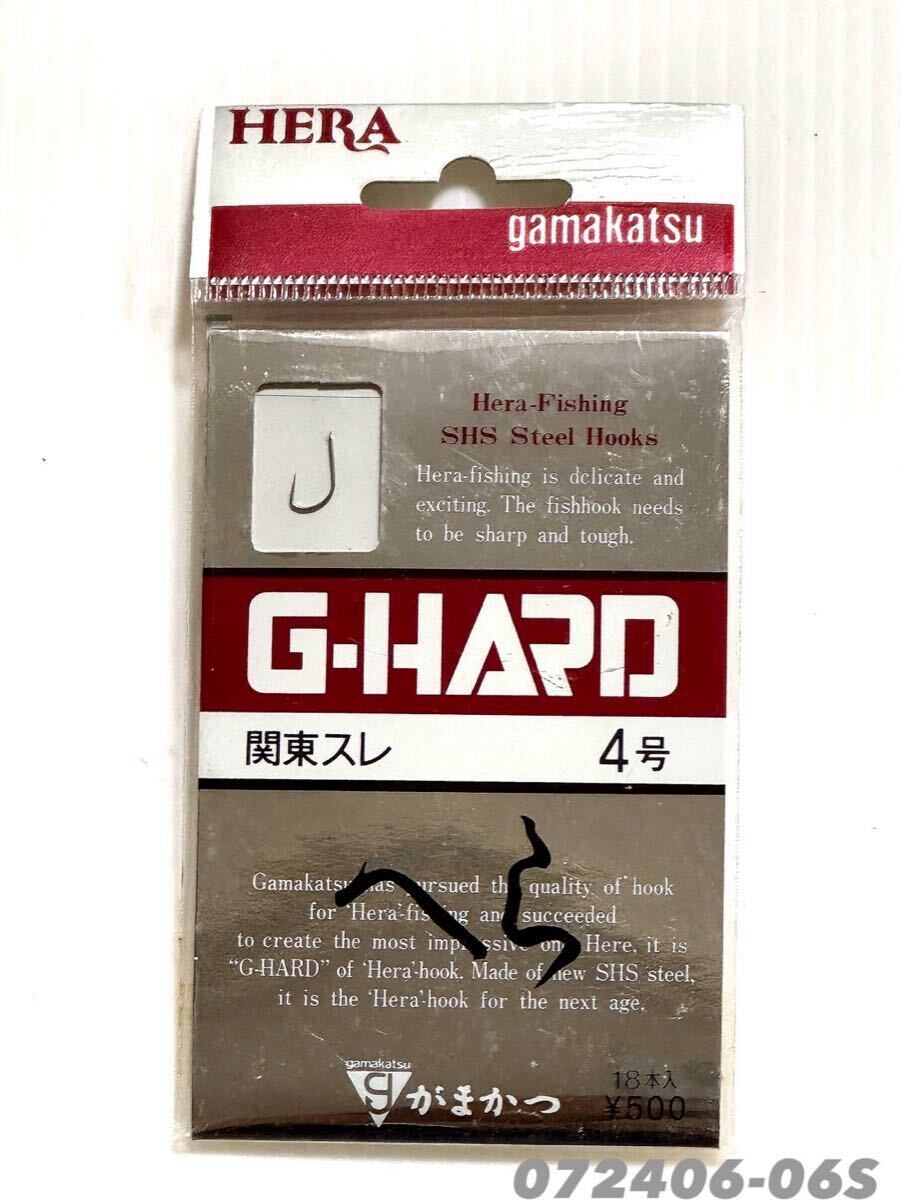 HERA
gamakatsu
Hera-Fishing
SHS Steel Hooks
Hera-fishing is delicate and
exciting. The fishhook needs
to be sharp and tough.
G-HARD
関東スレ 4号
へら
Gamakatsu has pursued the quality of hook
for 'Hera'-fishing and succeeded
to create the most impressive one. Here, it is
"G-HARD" of 'Hera'-hook. Made of new SHS steel,
it is the 'Hera'-hook for the next age.
gamakatsu
がまかつ
18本入
¥500
072406-06S